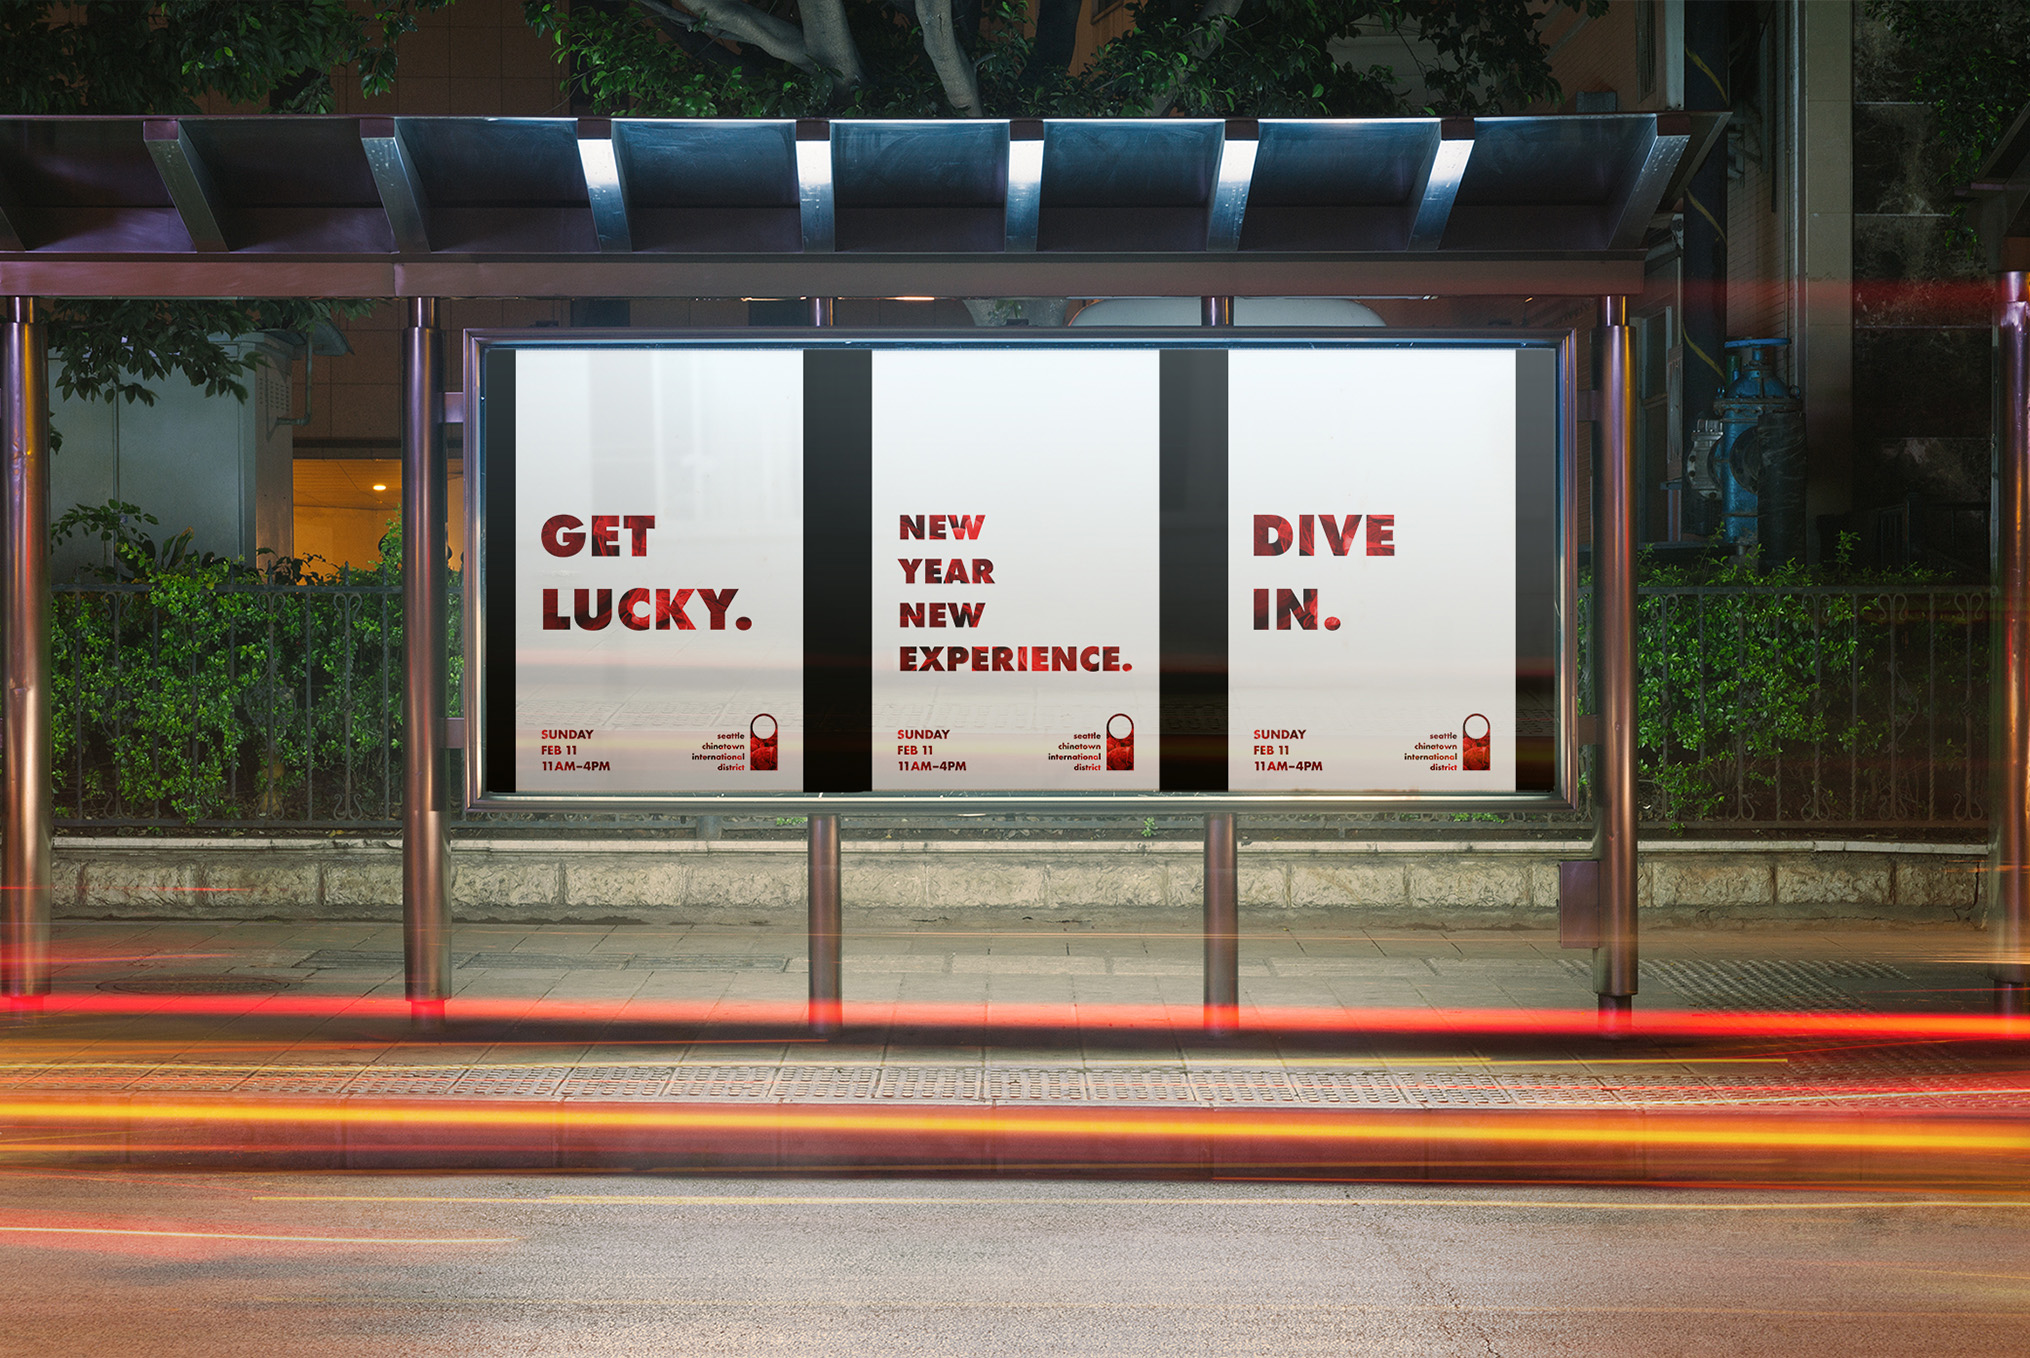 GET
LUCKY.
SUNDAY
FEB 11
11AM–4PM
seattle
chinatown
international
district
NEW
YEAR
NEW
EXPERIENCE.
SUNDAY
FEB 11
11AM–4PM
seattle
chinatown
international
district
DIVE
IN.
SUNDAY
FEB 11
11AM–4PM
seattle
chinatown
international
district